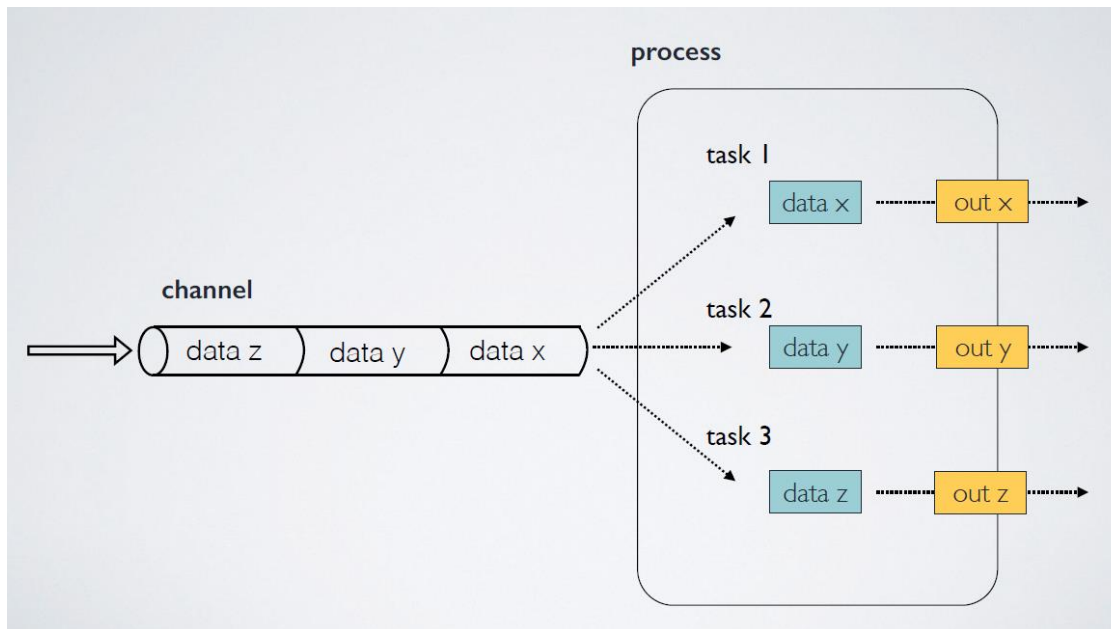 process
task 1
data x
out x
channel
task 2
data z
data y
data x
data y
out y
task 3
data z
out z